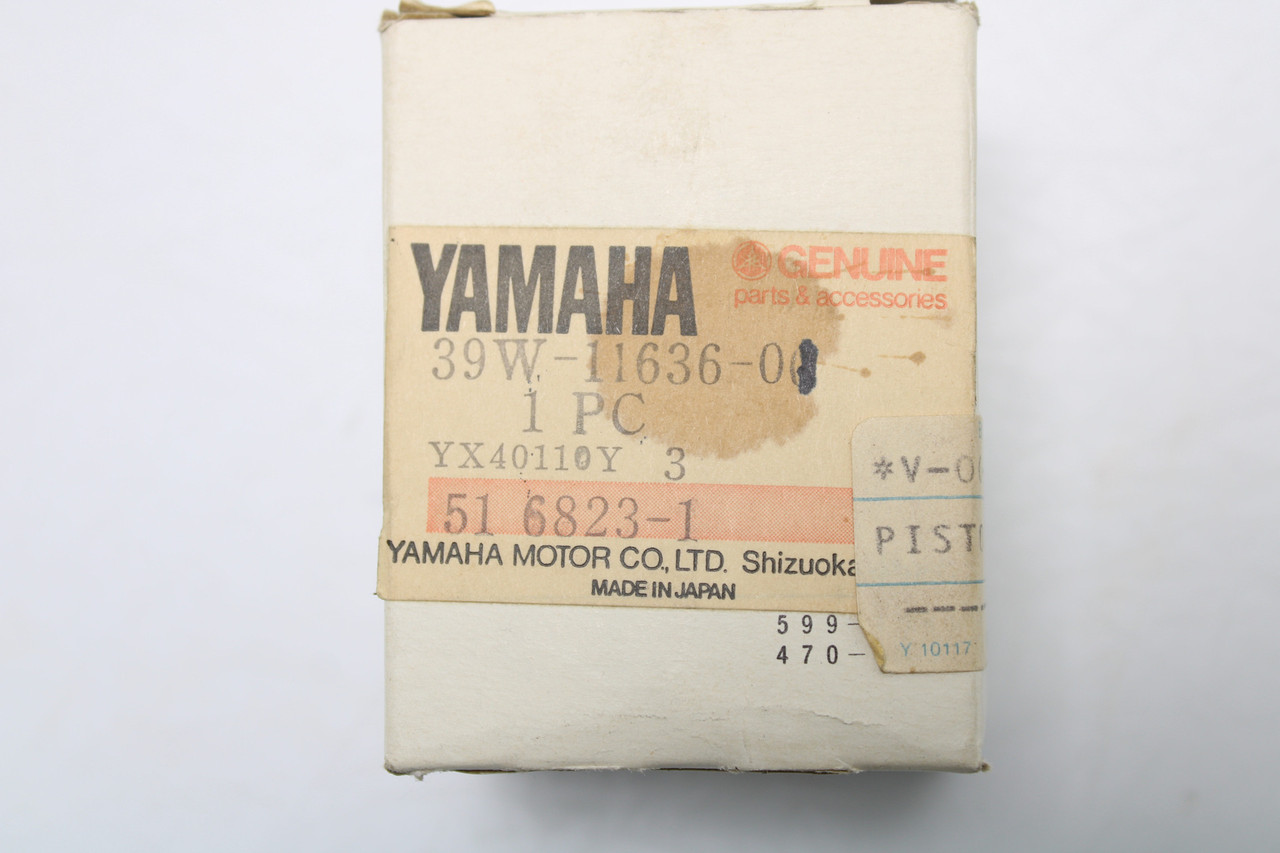 YAMAHA
GENUINE
parts & accessories
39W-11636-0
1 PC
YX40110Y 3
51 6823-1
YAMAHA MOTOR CO., LTD. Shizuoka
MADE IN JAPAN
*V-0
PIST
----
Y 10117
599-
470-